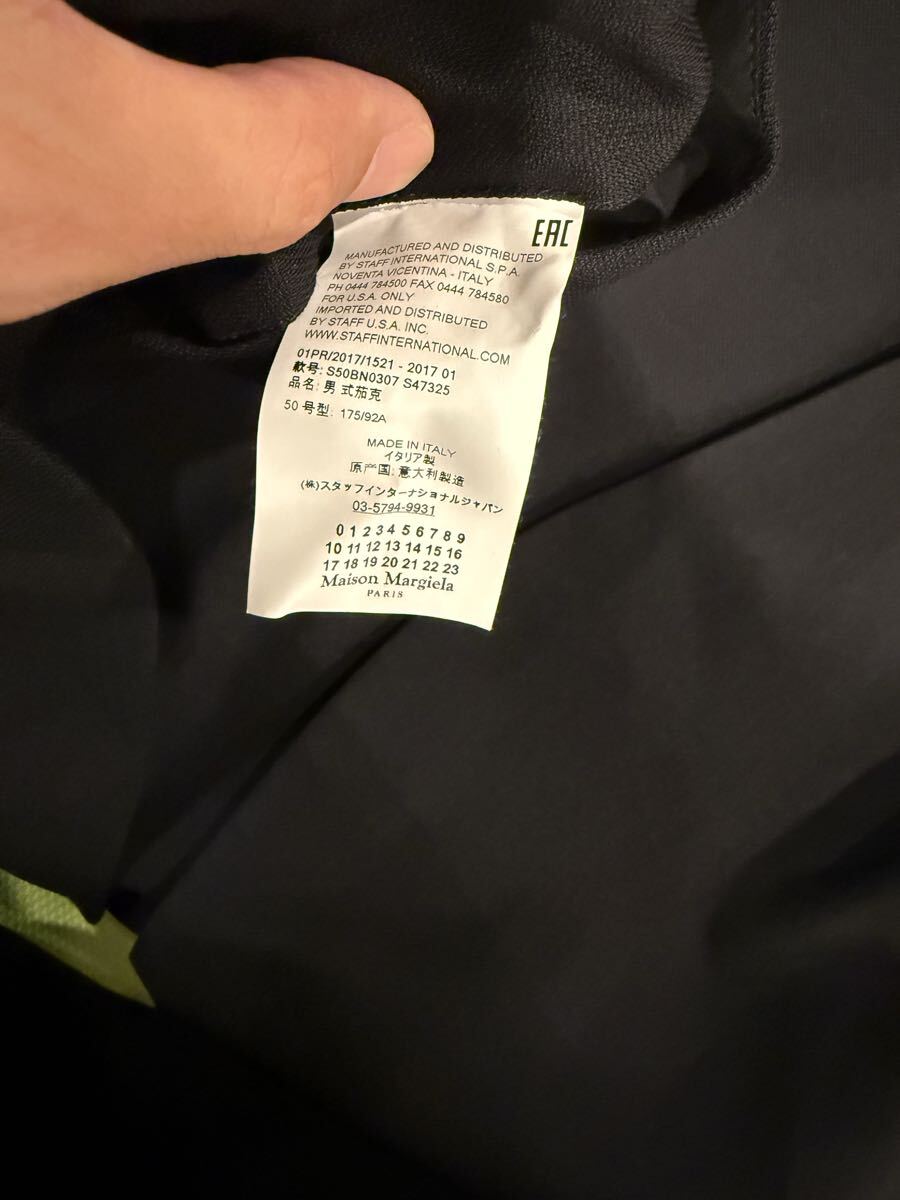 EAC
MANUFACTURED AND DISTRIBUTED
BY STAFF INTERNATIONAL S.P.A.
NOVENTA VICENTINA - ITALY
PH 0444 784500 FAX 0444 784580
FOR U.S.A. ONLY
IMPORTED AND DISTRIBUTED
BY STAFF U.S.A. INC.
WWW.STAFFINTERNATIONAL.COM
01PR/2017/1521 - 2017 01
款号: S50BN0307 S47325
品名: 男 式茄克
50 号型: 175/92A
MADE IN ITALY
イタリア製
原产国: 意大利製造
(株)スタッフインターナショナルジャパン
03-5794-9931
0 1 2 3 4 5 6 7 8 9
10 11 12 13 14 15 16
17 18 19 20 21 22 23
Maison Margiela
PARIS